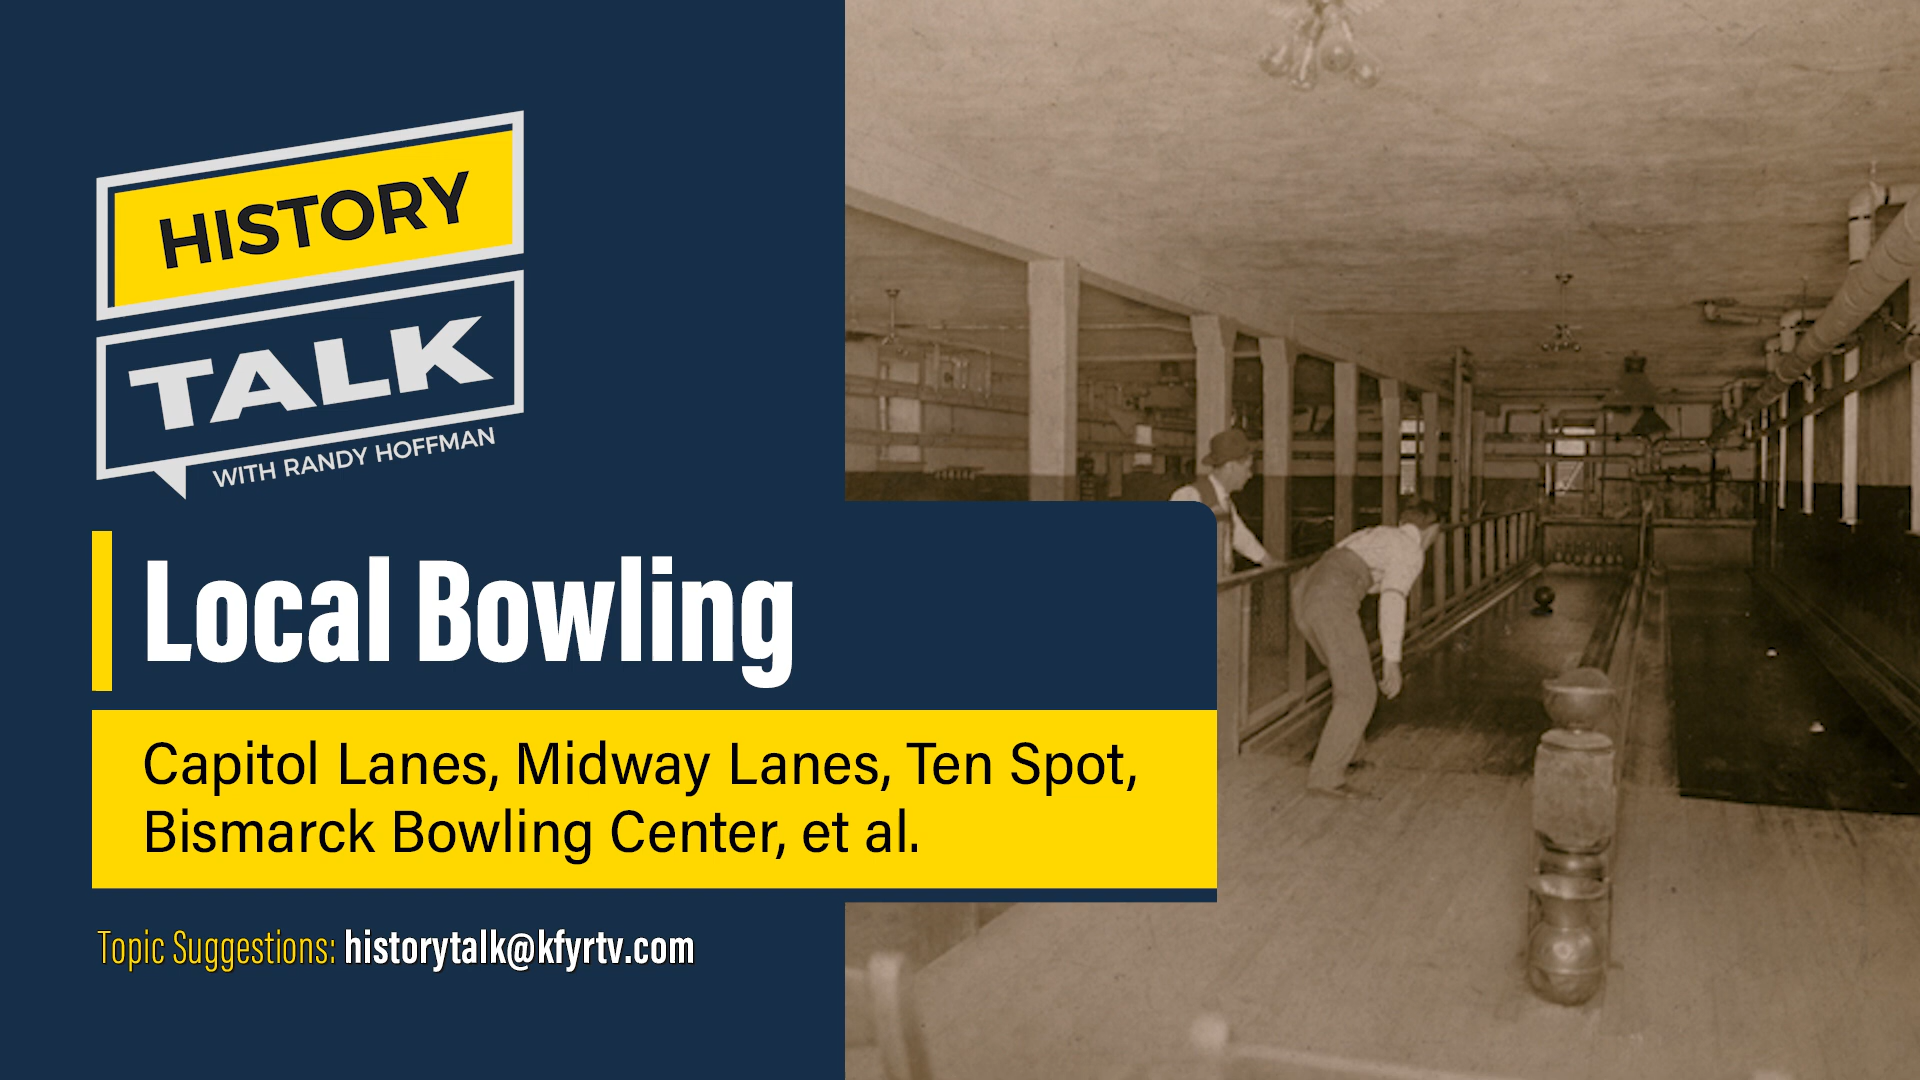 HISTORY
TALK
WITH RANDY HOFFMAN
Local Bowling
Capitol Lanes, Midway Lanes, Ten Spot,
Bismarck Bowling Center, et al.
Topic Suggestions: historytalk@kfyrtv.com